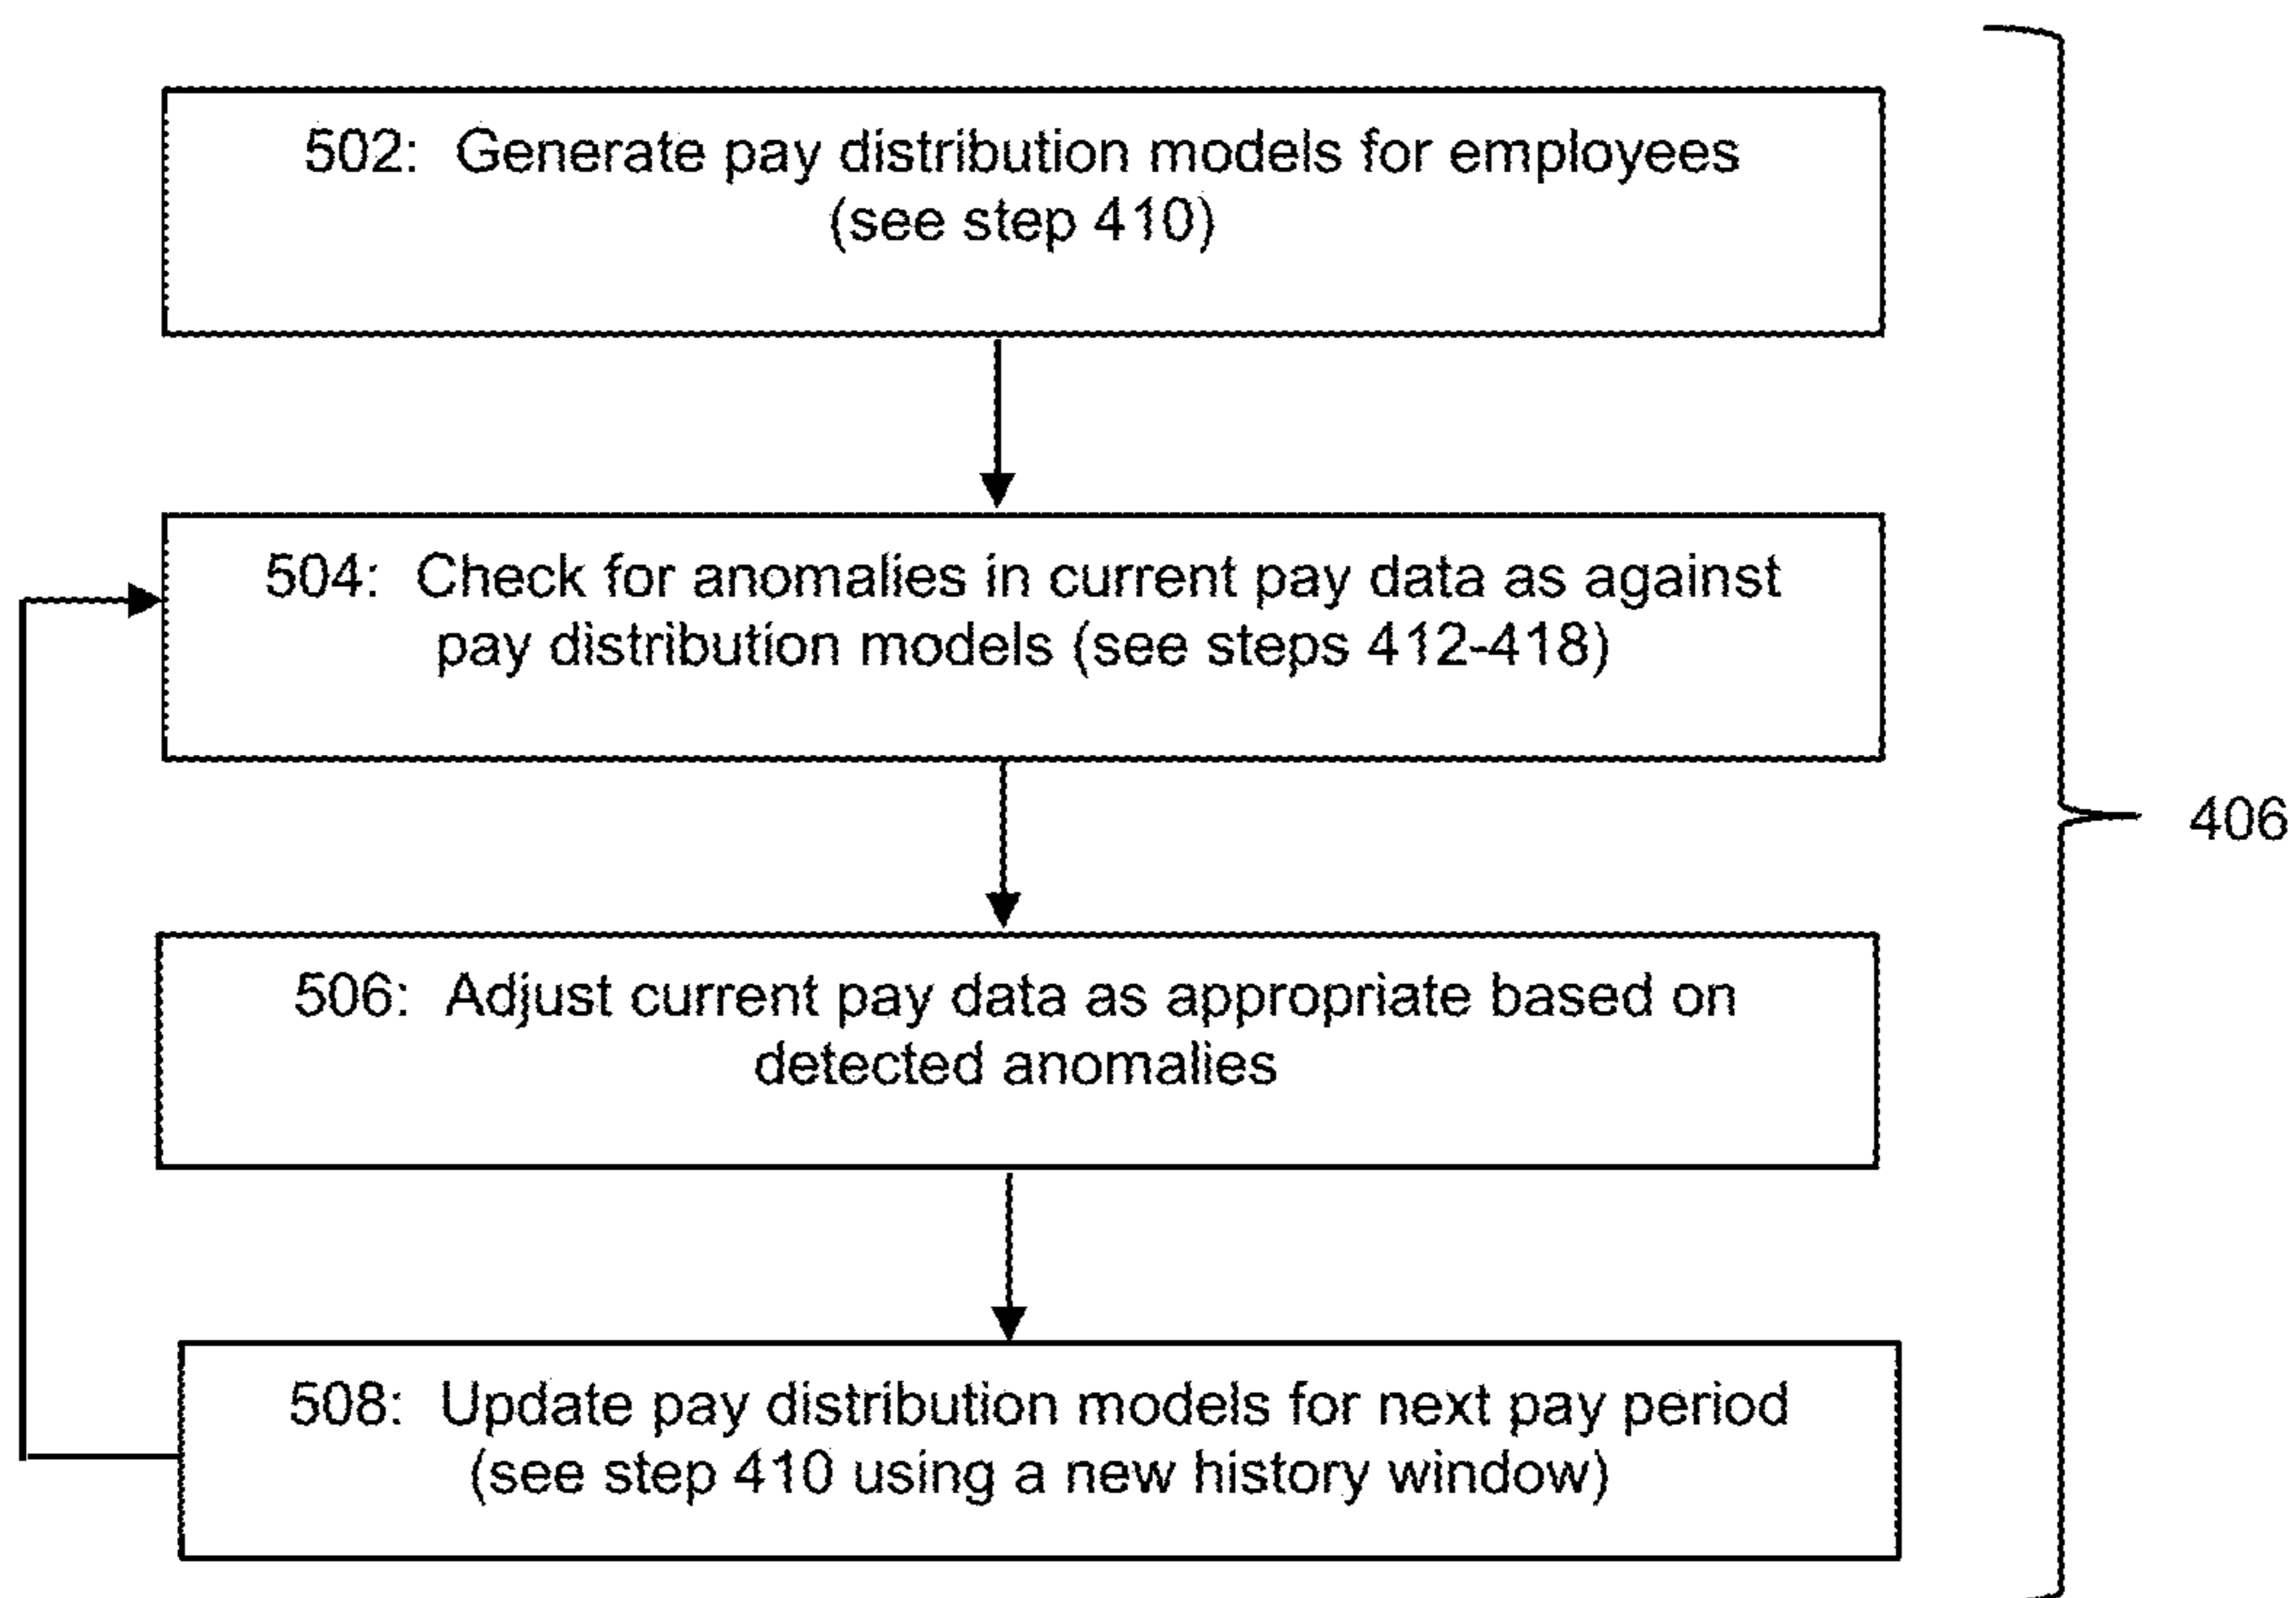 502: Generate pay distribution models for employees
(see step 410)
504: Check for anomalies in current pay data as against
pay distribution models (see steps 412-418)
406
506: Adjust current pay data as appropriate based on
detected anomalies
508: Update pay distribution models for next pay period
(see step 410 using a new history window)